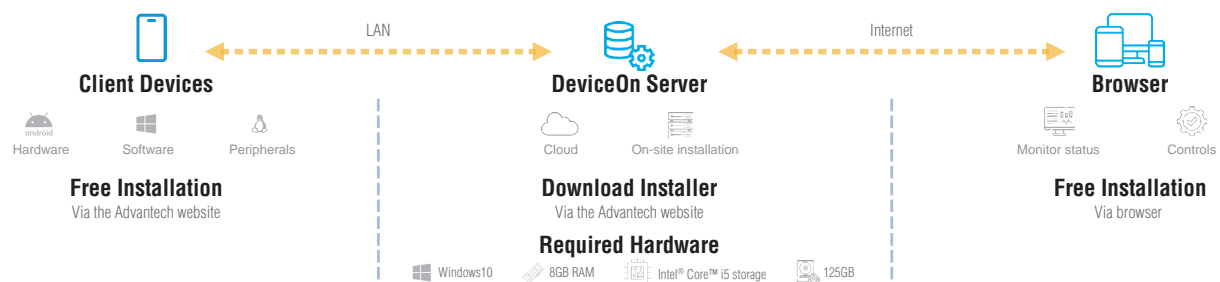 LAN
Internet
Client Devices
DeviceOn Server
Browser
android
Hardware
Software
Peripherals
Cloud
On-site installation
Monitor status
Controls
Free Installation
Via the Advantech website
Download Installer
Via the Advantech website
Free Installation
Via browser
Required Hardware
Windows10
8GB RAM
Intel® Core™ i5 storage
125GB